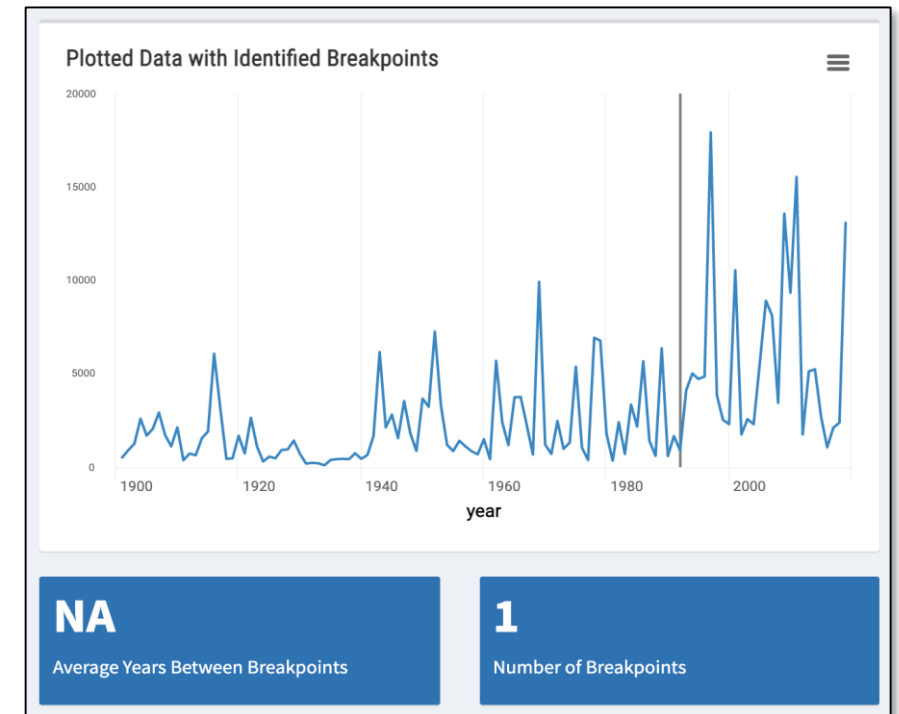 Plotted Data with Identified Breakpoints
20000
15000
10000
5000
0
1900 1920 1940 1960 1980 2000
year
NA
Average Years Between Breakpoints
1
Number of Breakpoints